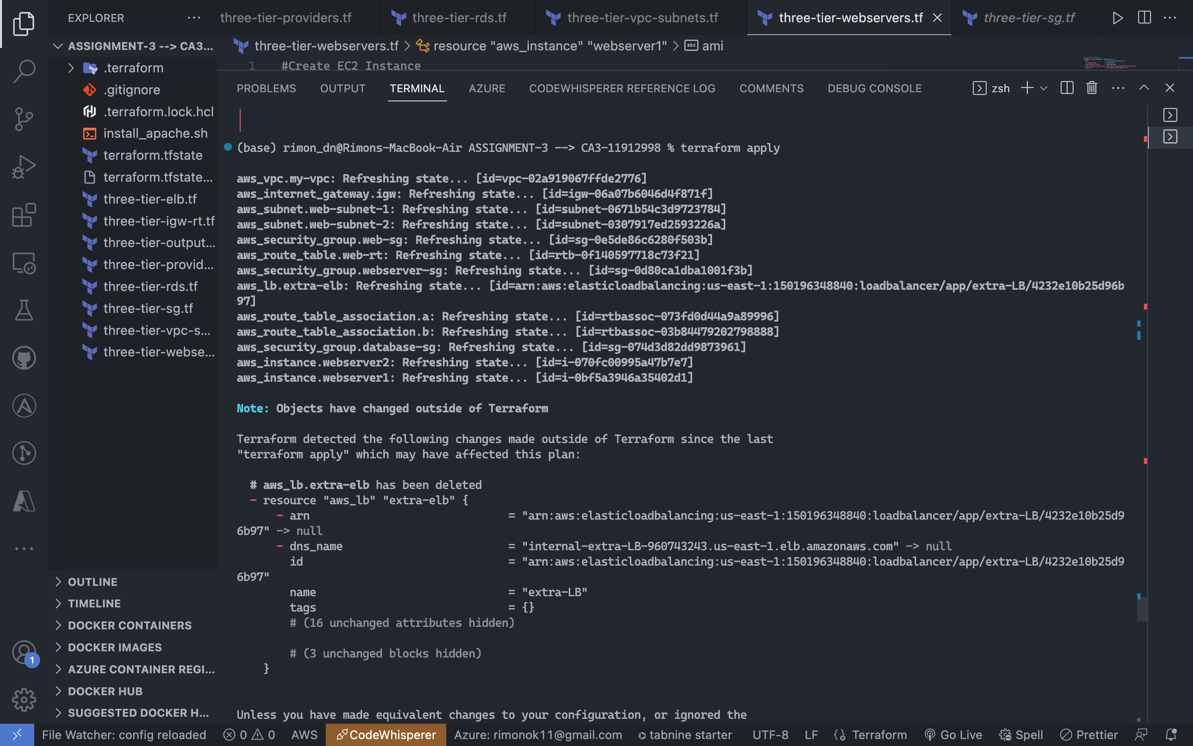 EXPLORER
three-tier-providers.tf
three-tier-rds.tf
three-tier-vpc-subnets.tf
three-tier-webservers.tf
three-tier-sg.tf
ASSIGNMENT-3 --> CA3...
three-tier-webservers.tf > resource "aws_instance" "webserver1" > ami
1 #Create EC2 Instance
.terraform
.gitignore
.terraform.lock.hcl
install_apache.sh
terraform.tfstate
terraform.tfstate...
three-tier-elb.tf
three-tier-igw-rt.tf
three-tier-output...
three-tier-provid...
three-tier-rds.tf
three-tier-sg.tf
three-tier-vpc-s...
three-tier-webse...
OUTLINE
TIMELINE
DOCKER CONTAINERS
DOCKER IMAGES
AZURE CONTAINER REGI...
DOCKER HUB
SUGGESTED DOCKER H...
1
PROBLEMS OUTPUT TERMINAL AZURE CODEWHISPERER REFERENCE LOG COMMENTS DEBUG CONSOLE
zsh
(base) rimon_dn@Rimons-MacBook-Air ASSIGNMENT-3 --> CA3-11912998 % terraform apply
aws_vpc.my-vpc: Refreshing state... [id=vpc-02a919067ffde2776]
aws_internet_gateway.igw: Refreshing state... [id=igw-06a07b6046d4f871f]
aws_subnet.web-subnet-1: Refreshing state... [id=subnet-0671b54c3d9723784]
aws_subnet.web-subnet-2: Refreshing state... [id=subnet-0307917ed2593226a]
aws_security_group.web-sg: Refreshing state... [id=sg-0e5de86c6280f503b]
aws_route_table.web-rt: Refreshing state... [id=rtb-0f140597718c73f21]
aws_security_group.webserver-sg: Refreshing state... [id=sg-0d80ca1dba1001f3b]
aws_lb.extra-elb: Refreshing state... [id=arn:aws:elasticloadbalancing:us-east-1:150196348840:loadbalancer/app/extra-LB/4232e10b25d96b
97]
aws_route_table_association.a: Refreshing state... [id=rtbassoc-073fd0d44a9a89996]
aws_route_table_association.b: Refreshing state... [id=rtbassoc-03b84479202798888]
aws_security_group.database-sg: Refreshing state... [id=sg-074d3d82dd9873961]
aws_instance.webserver2: Refreshing state... [id=i-070fc00995a47b7e7]
aws_instance.webserver1: Refreshing state... [id=i-0bf5a3946a35402d1]
Note: Objects have changed outside of Terraform
Terraform detected the following changes made outside of Terraform since the last
"terraform apply" which may have affected this plan:
# aws_lb.extra-elb has been deleted
- resource "aws_lb" "extra-elb" {
- arn = "arn:aws:elasticloadbalancing:us-east-1:150196348840:loadbalancer/app/extra-LB/4232e10b25d9
6b97" -> null
- dns_name = "internal-extra-LB-960743243.us-east-1.elb.amazonaws.com" -> null
id = "arn:aws:elasticloadbalancing:us-east-1:150196348840:loadbalancer/app/extra-LB/4232e10b25d9
6b97"
name = "extra-LB"
tags = {}
# (16 unchanged attributes hidden)
# (3 unchanged blocks hidden)
}
Unless you have made equivalent changes to your configuration, or ignored the
File Watcher: config reloaded 0 0 AWS CodeWhisperer Azure: rimonok11@gmail.com tabnine starter UTF-8 LF {} Terraform Go Live Spell Prettier